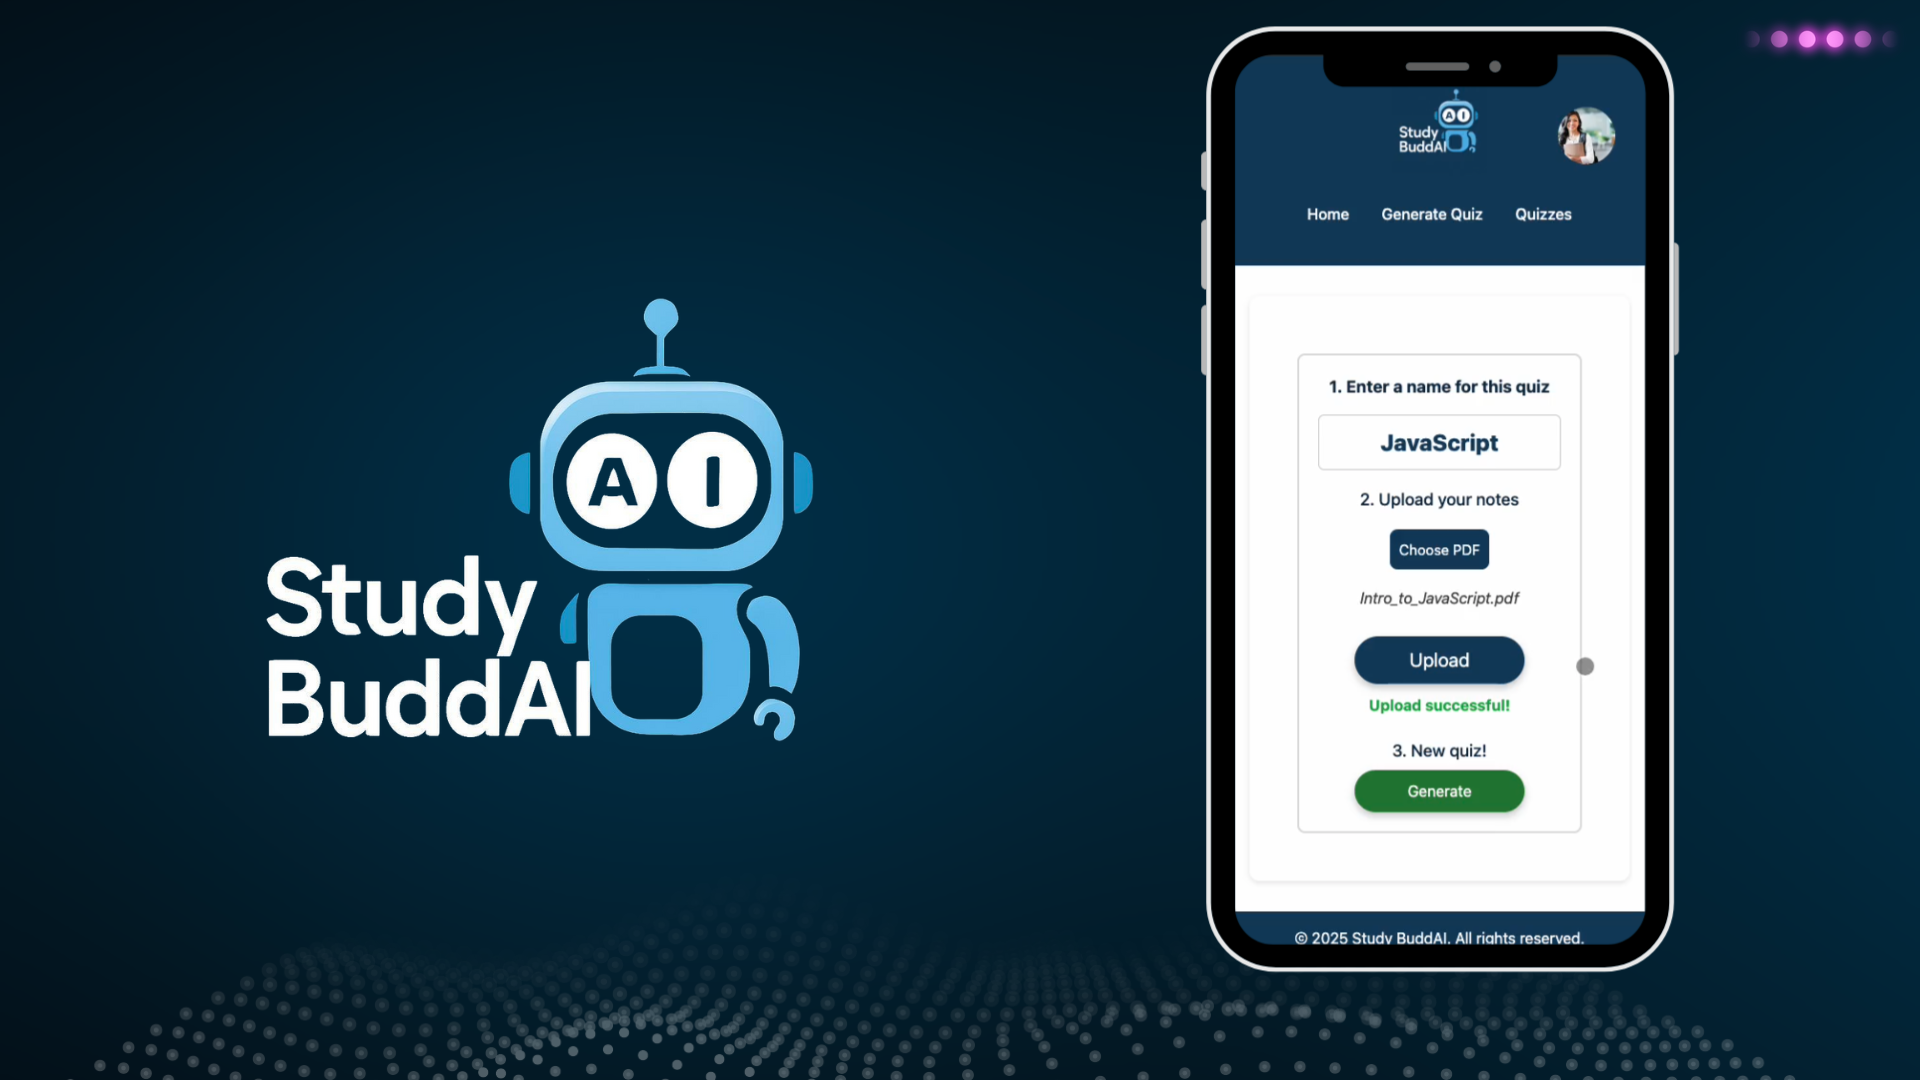 AI
Study
BuddAI
AI
Study
BuddAI
Home Generate Quiz Quizzes
1. Enter a name for this quiz
JavaScript
2. Upload your notes
Choose PDF
Intro_to_JavaScript.pdf
Upload
Upload successful!
3. New quiz!
Generate
© 2025 Study BuddAI. All rights reserved.